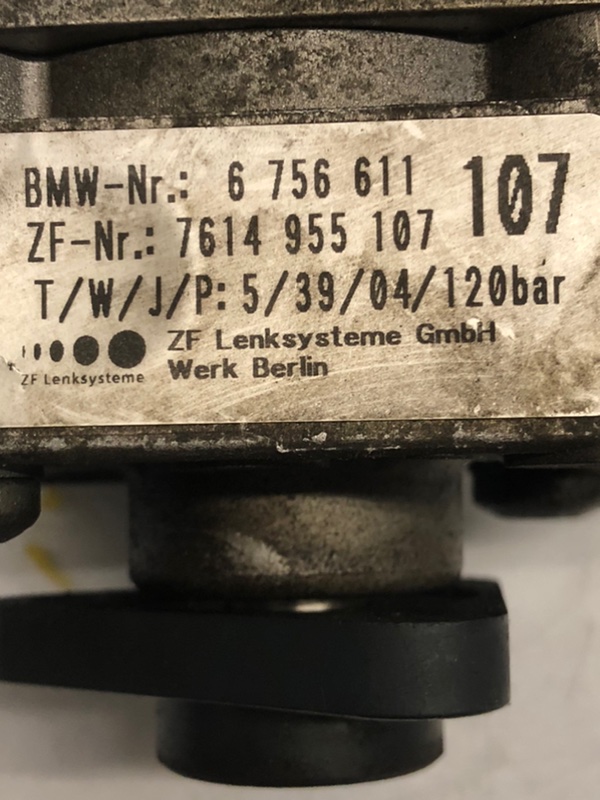 BMW-Nr.: 6 756 611 107
ZF-Nr.: 7614 955 107
T/W/J/P: 5/39/04/120bar
ZF Lenksysteme GmbH
Werk Berlin
ZF Lenksysteme